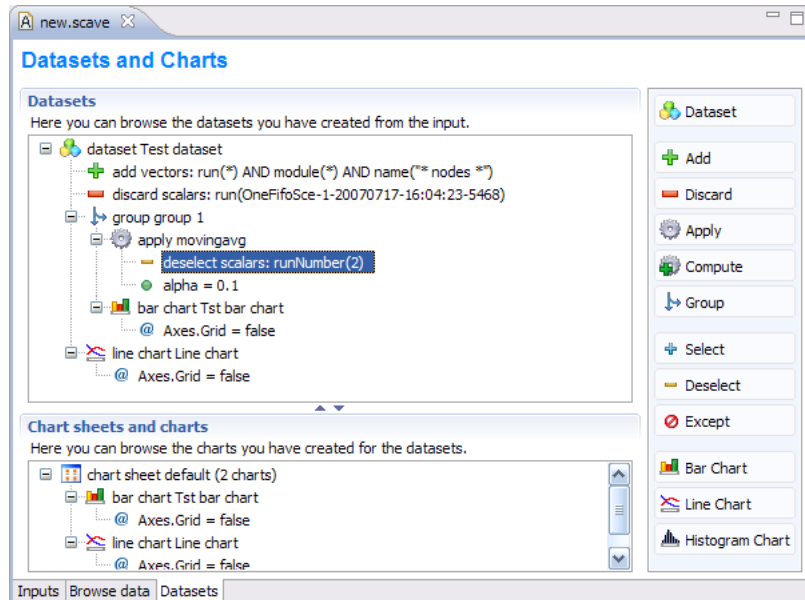 new.scave
Datasets and Charts
Datasets
Here you can browse the datasets you have created from the input.
dataset Test dataset
add vectors: run(*) AND module(*) AND name("* nodes *")
discard scalars: run(OneFifoSce-1-20070717-16:04:23-5468)
group group 1
apply movingavg
deselect scalars: runNumber(2)
alpha = 0.1
bar chart Tst bar chart
@ Axes.Grid = false
line chart Line chart
@ Axes.Grid = false
Chart sheets and charts
Here you can browse the charts you have created for the datasets.
chart sheet default (2 charts)
bar chart Tst bar chart
@ Axes.Grid = false
line chart Line chart
@ Axes.Grid = false
Dataset
Add
Discard
Apply
Compute
Group
Select
Deselect
Except
Bar Chart
Line Chart
Histogram Chart
Inputs Browse data Datasets